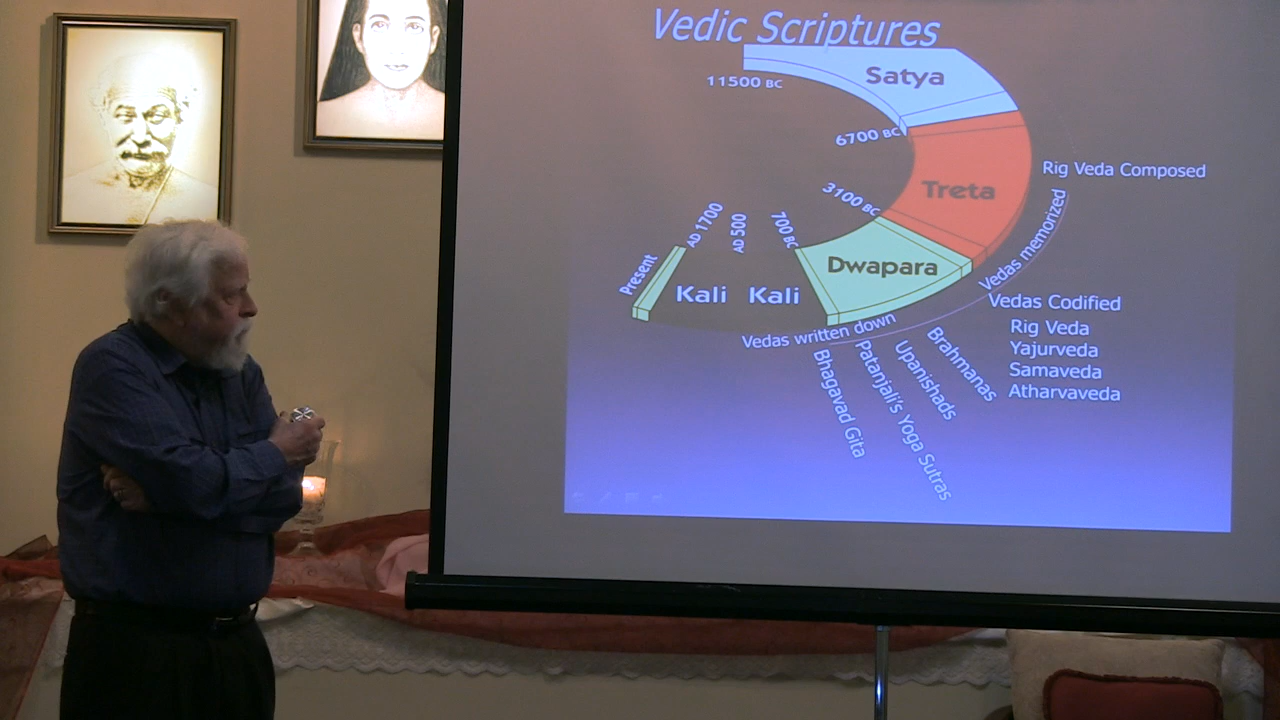 Vedic Scriptures
Satya
11500 BC
6700 BC
Treta
Rig Veda Composed
3100 BC
Vedas memorized
AD 1700
AD 500
700 BC
Dwapara
Present
Kali
Kali
Vedas Codified
Rig Veda
Yajurveda
Samaveda
Atharvaveda
Vedas written down
Brahmanas
Upanishads
Patanjali's Yoga Sutras
Bhagavad Gita